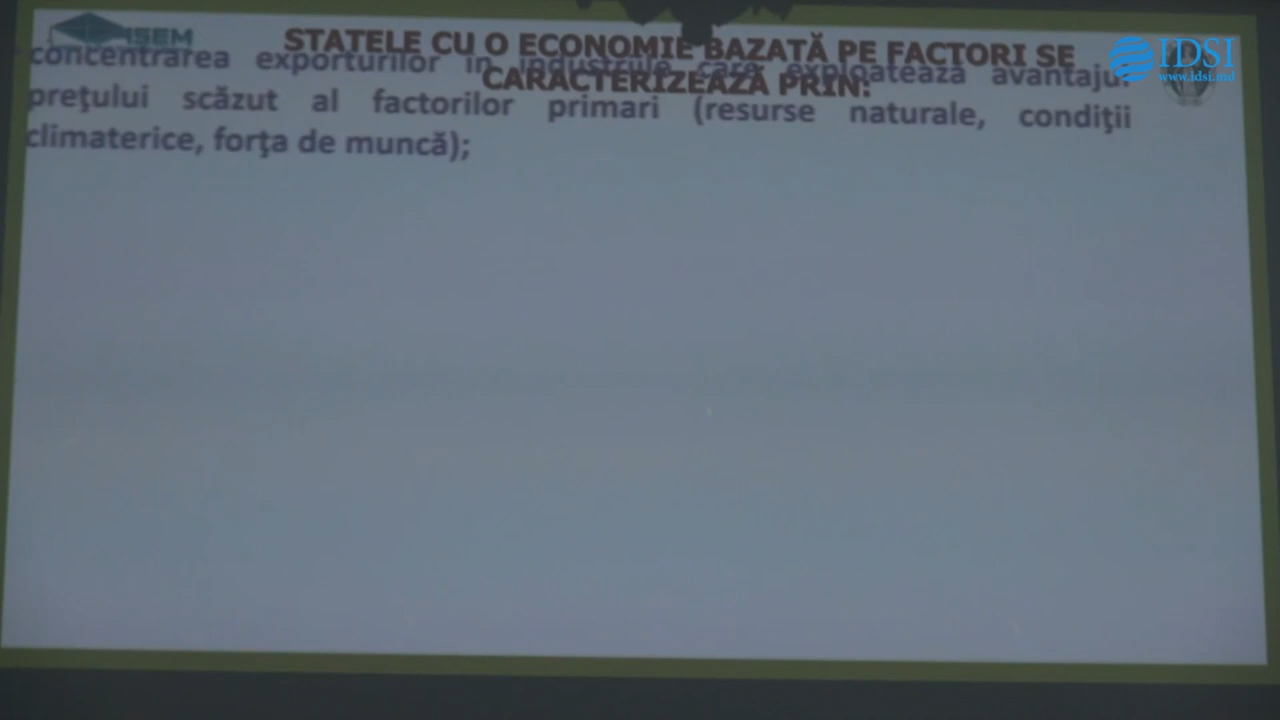 ASEM
STATELE CU O ECONOMIE BAZATĂ PE FACTORI SE
CARACTERIZEAZĂ PRIN:
concentrarea exporturilor în industriile care exploatează avantajul
preţului scăzut al factorilor primari (resurse naturale, condiţii
climaterice, forţa de muncă);
IDSI
www.idsi.md